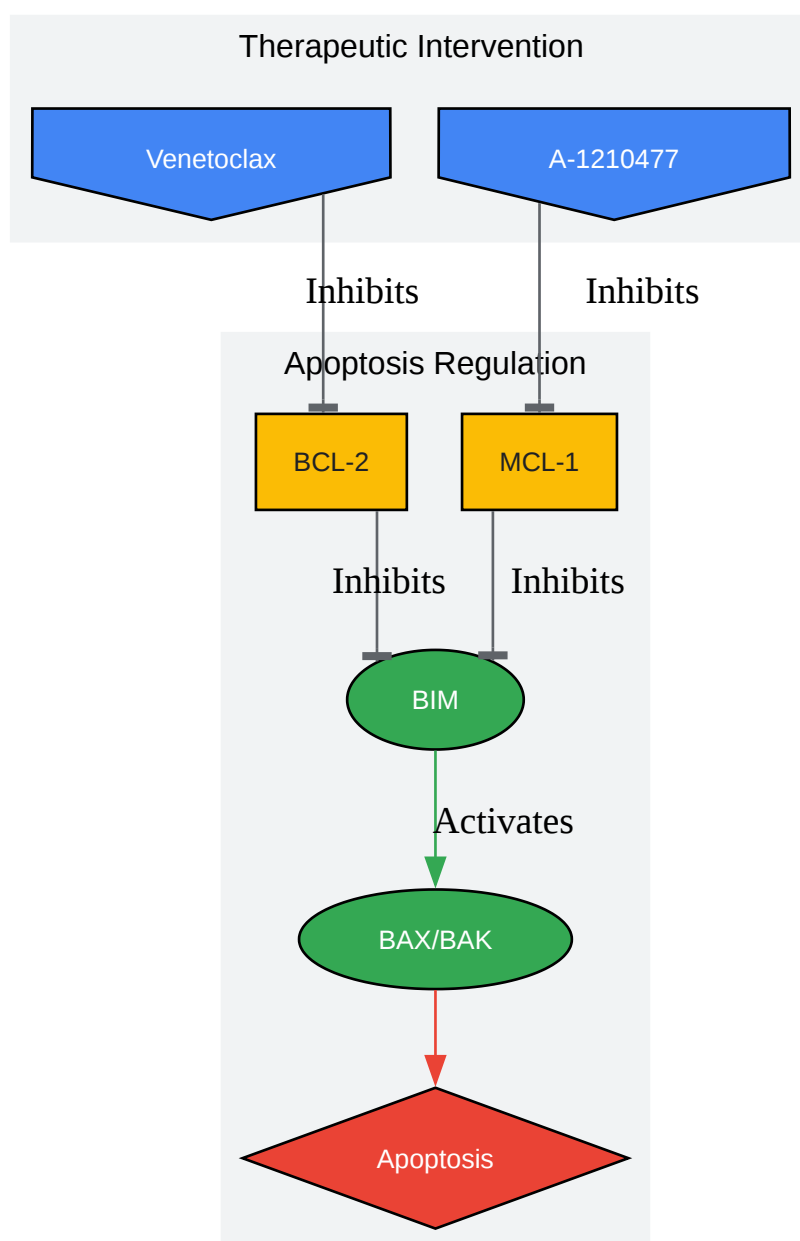 Therapeutic Intervention
Venetoclax
A-1210477
Inhibits
Inhibits
Apoptosis Regulation
BCL-2
MCL-1
Inhibits
Inhibits
BIM
Activates
BAX/BAK
Apoptosis